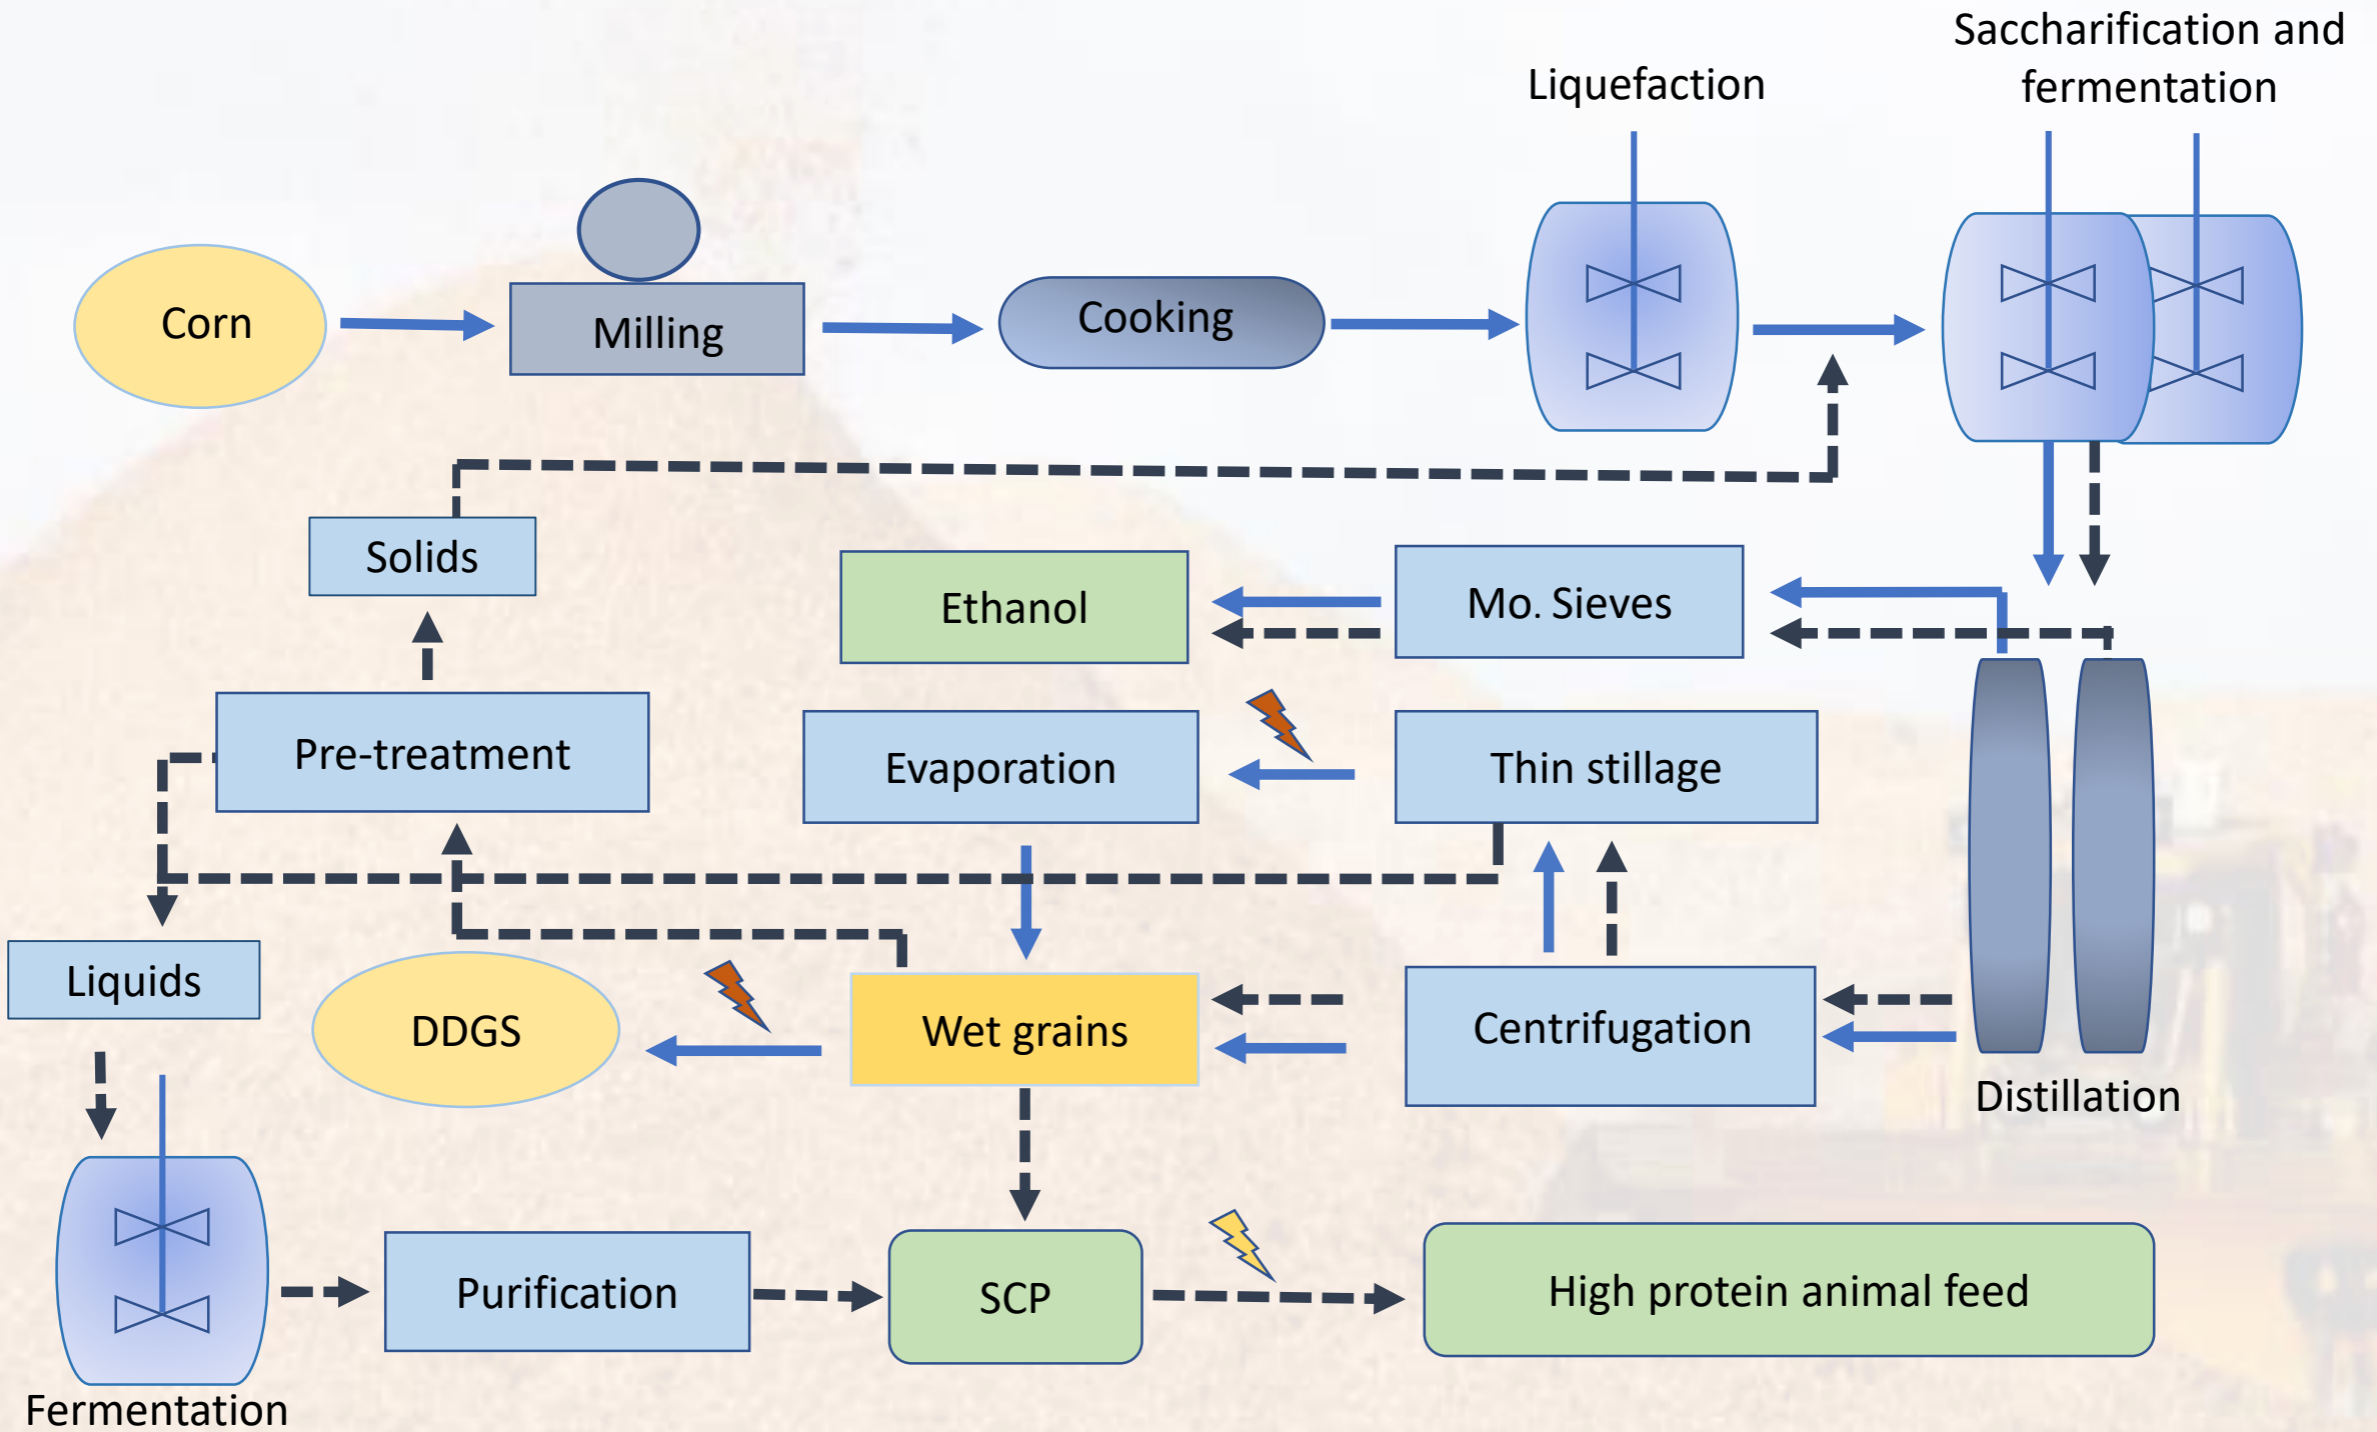 Saccharification and
fermentation
Liquefaction
Corn
Milling
Cooking
Solids
Ethanol
Mo. Sieves
Pre-treatment
Evaporation
Thin stillage
Liquids
DDGS
Wet grains
Centrifugation
Distillation
Purification
SCP
High protein animal feed
Fermentation